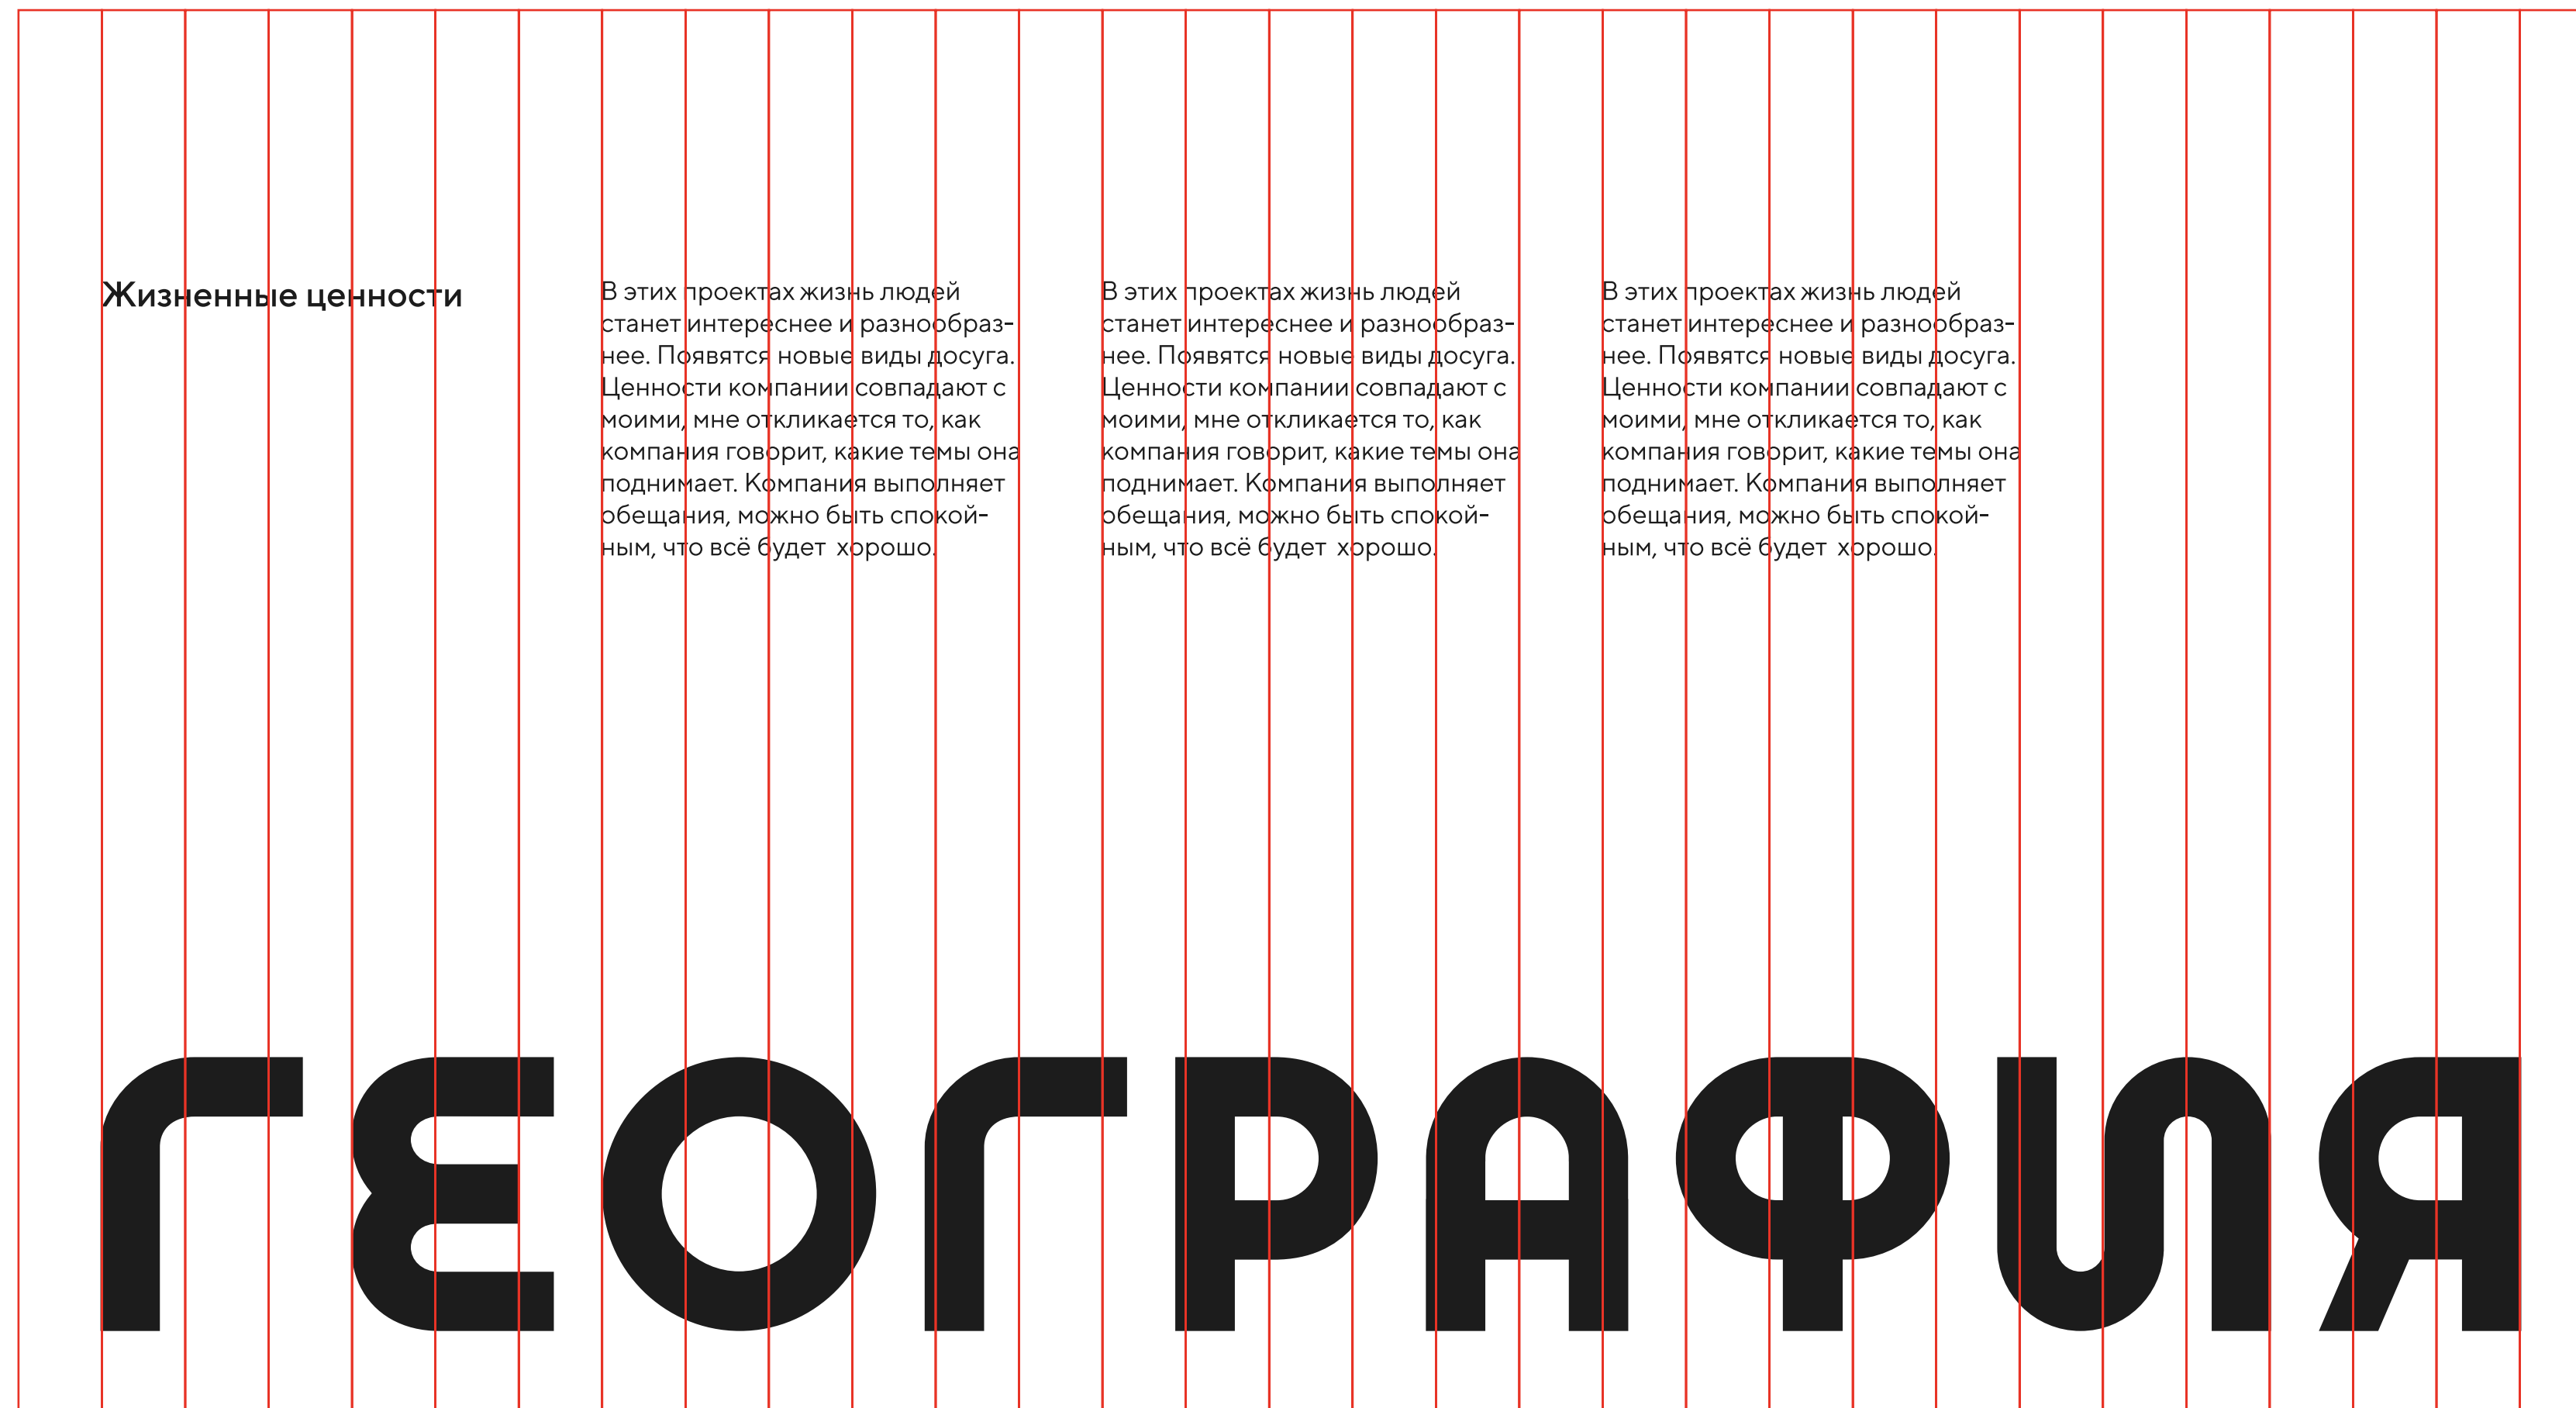 Жизненные ценности
В этих проектах жизнь людей
станет интереснее и разнообраз-
нее. Появятся новые виды досуга.
Ценности компании совпадают с
моими, мне откликается то, как
компания говорит, какие темы она
поднимает. Компания выполняет
обещания, можно быть спокой-
ным, что всё будет  хорошо.
В этих проектах жизнь людей
станет интереснее и разнообраз-
нее. Появятся новые виды досуга.
Ценности компании совпадают с
моими, мне откликается то, как
компания говорит, какие темы она
поднимает. Компания выполняет
обещания, можно быть спокой-
ным, что всё будет  хорошо.
В этих проектах жизнь людей
станет интереснее и разнообраз-
нее. Появятся новые виды досуга.
Ценности компании совпадают с
моими, мне откликается то, как
компания говорит, какие темы она
поднимает. Компания выполняет
обещания, можно быть спокой-
ным, что всё будет  хорошо.
ГЕОГРАФИЯ